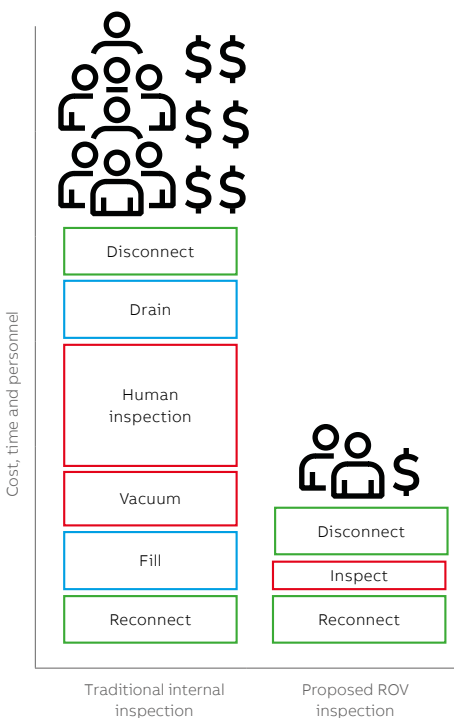 $$
$$
$$
Disconnect
Drain
Human
inspection
Vacuum
Fill
Reconnect
$
Disconnect
Inspect
Reconnect
Cost, time and personnel
Traditional internal
inspection
Proposed ROV
inspection